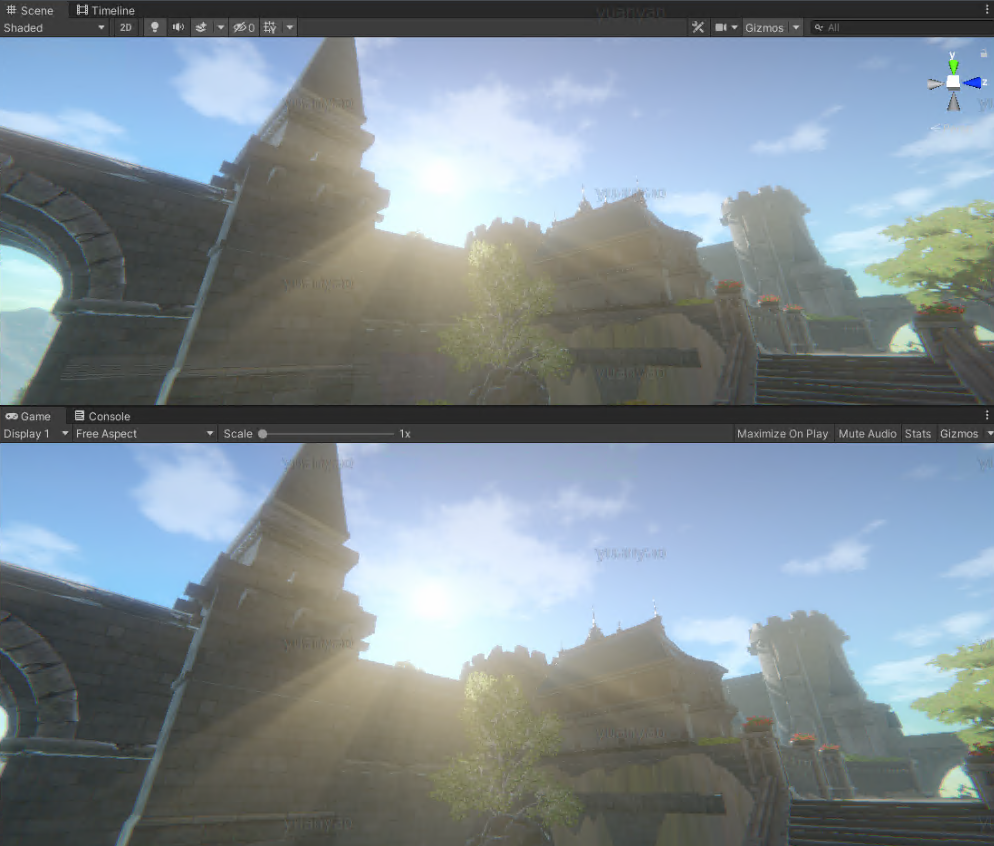 Scene Timeline
Shaded 2D 0 Gizmos All
y
z
Game Console
Display 1 Free Aspect Scale 1x Maximize On Play Mute Audio Stats Gizmos